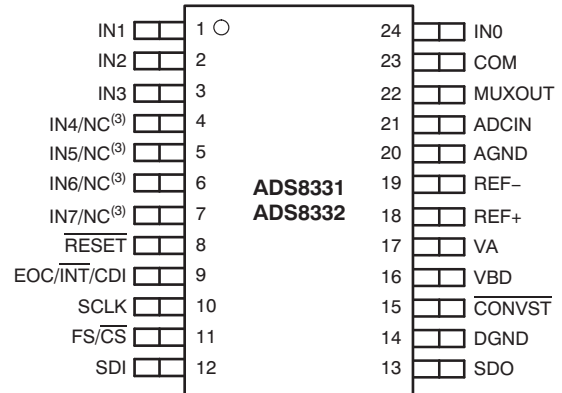 IN1 1 24 IN0
IN2 2 23 COM
IN3 3 22 MUXOUT
IN4/NC(3) 4 21 ADCIN
IN5/NC(3) 5 20 AGND
IN6/NC(3) 6 19 REF−
ADS8331
IN7/NC(3) 7 18 REF+
ADS8332
RESET 8 17 VA
EOC/INT/CDI 9 16 VBD
SCLK 10 15 CONVST
FS/CS 11 14 DGND
SDI 12 13 SDO